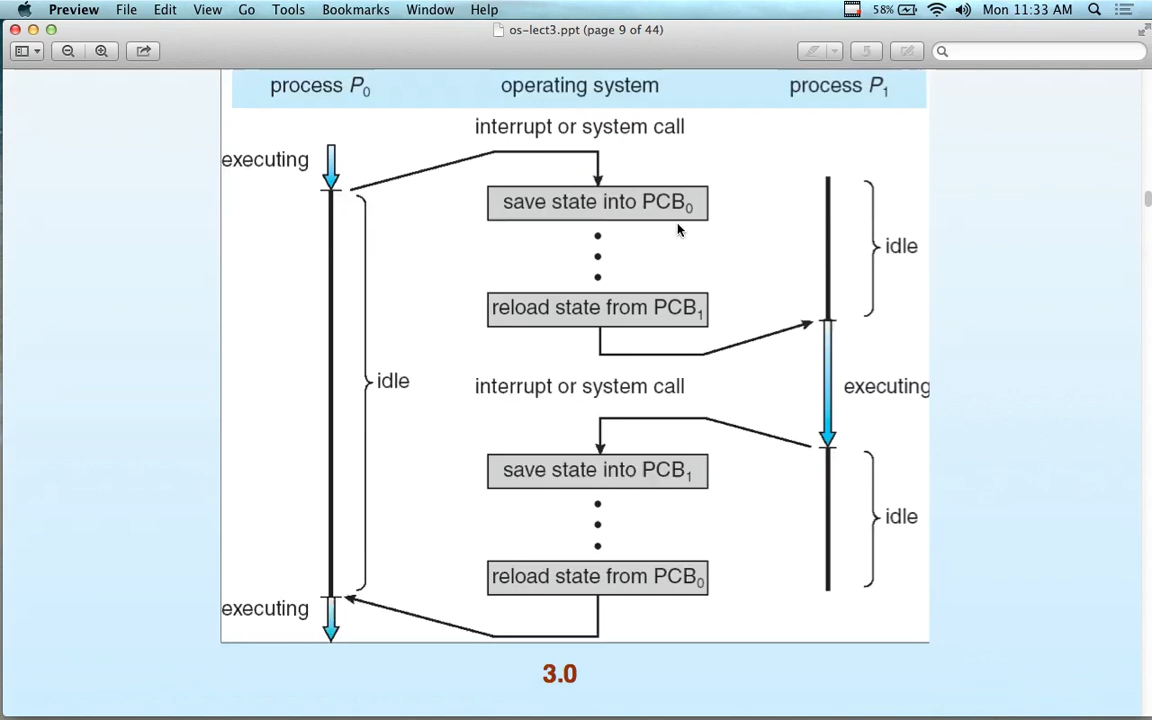 Preview File Edit View Go Tools Bookmarks Window Help 58% Mon 11:33 AM
os-lect3.ppt (page 9 of 44)
process P0 operating system process P1
interrupt or system call
executing
save state into PCB0
idle
reload state from PCB1
idle
interrupt or system call
executing
save state into PCB1
idle
reload state from PCB0
executing
3.0